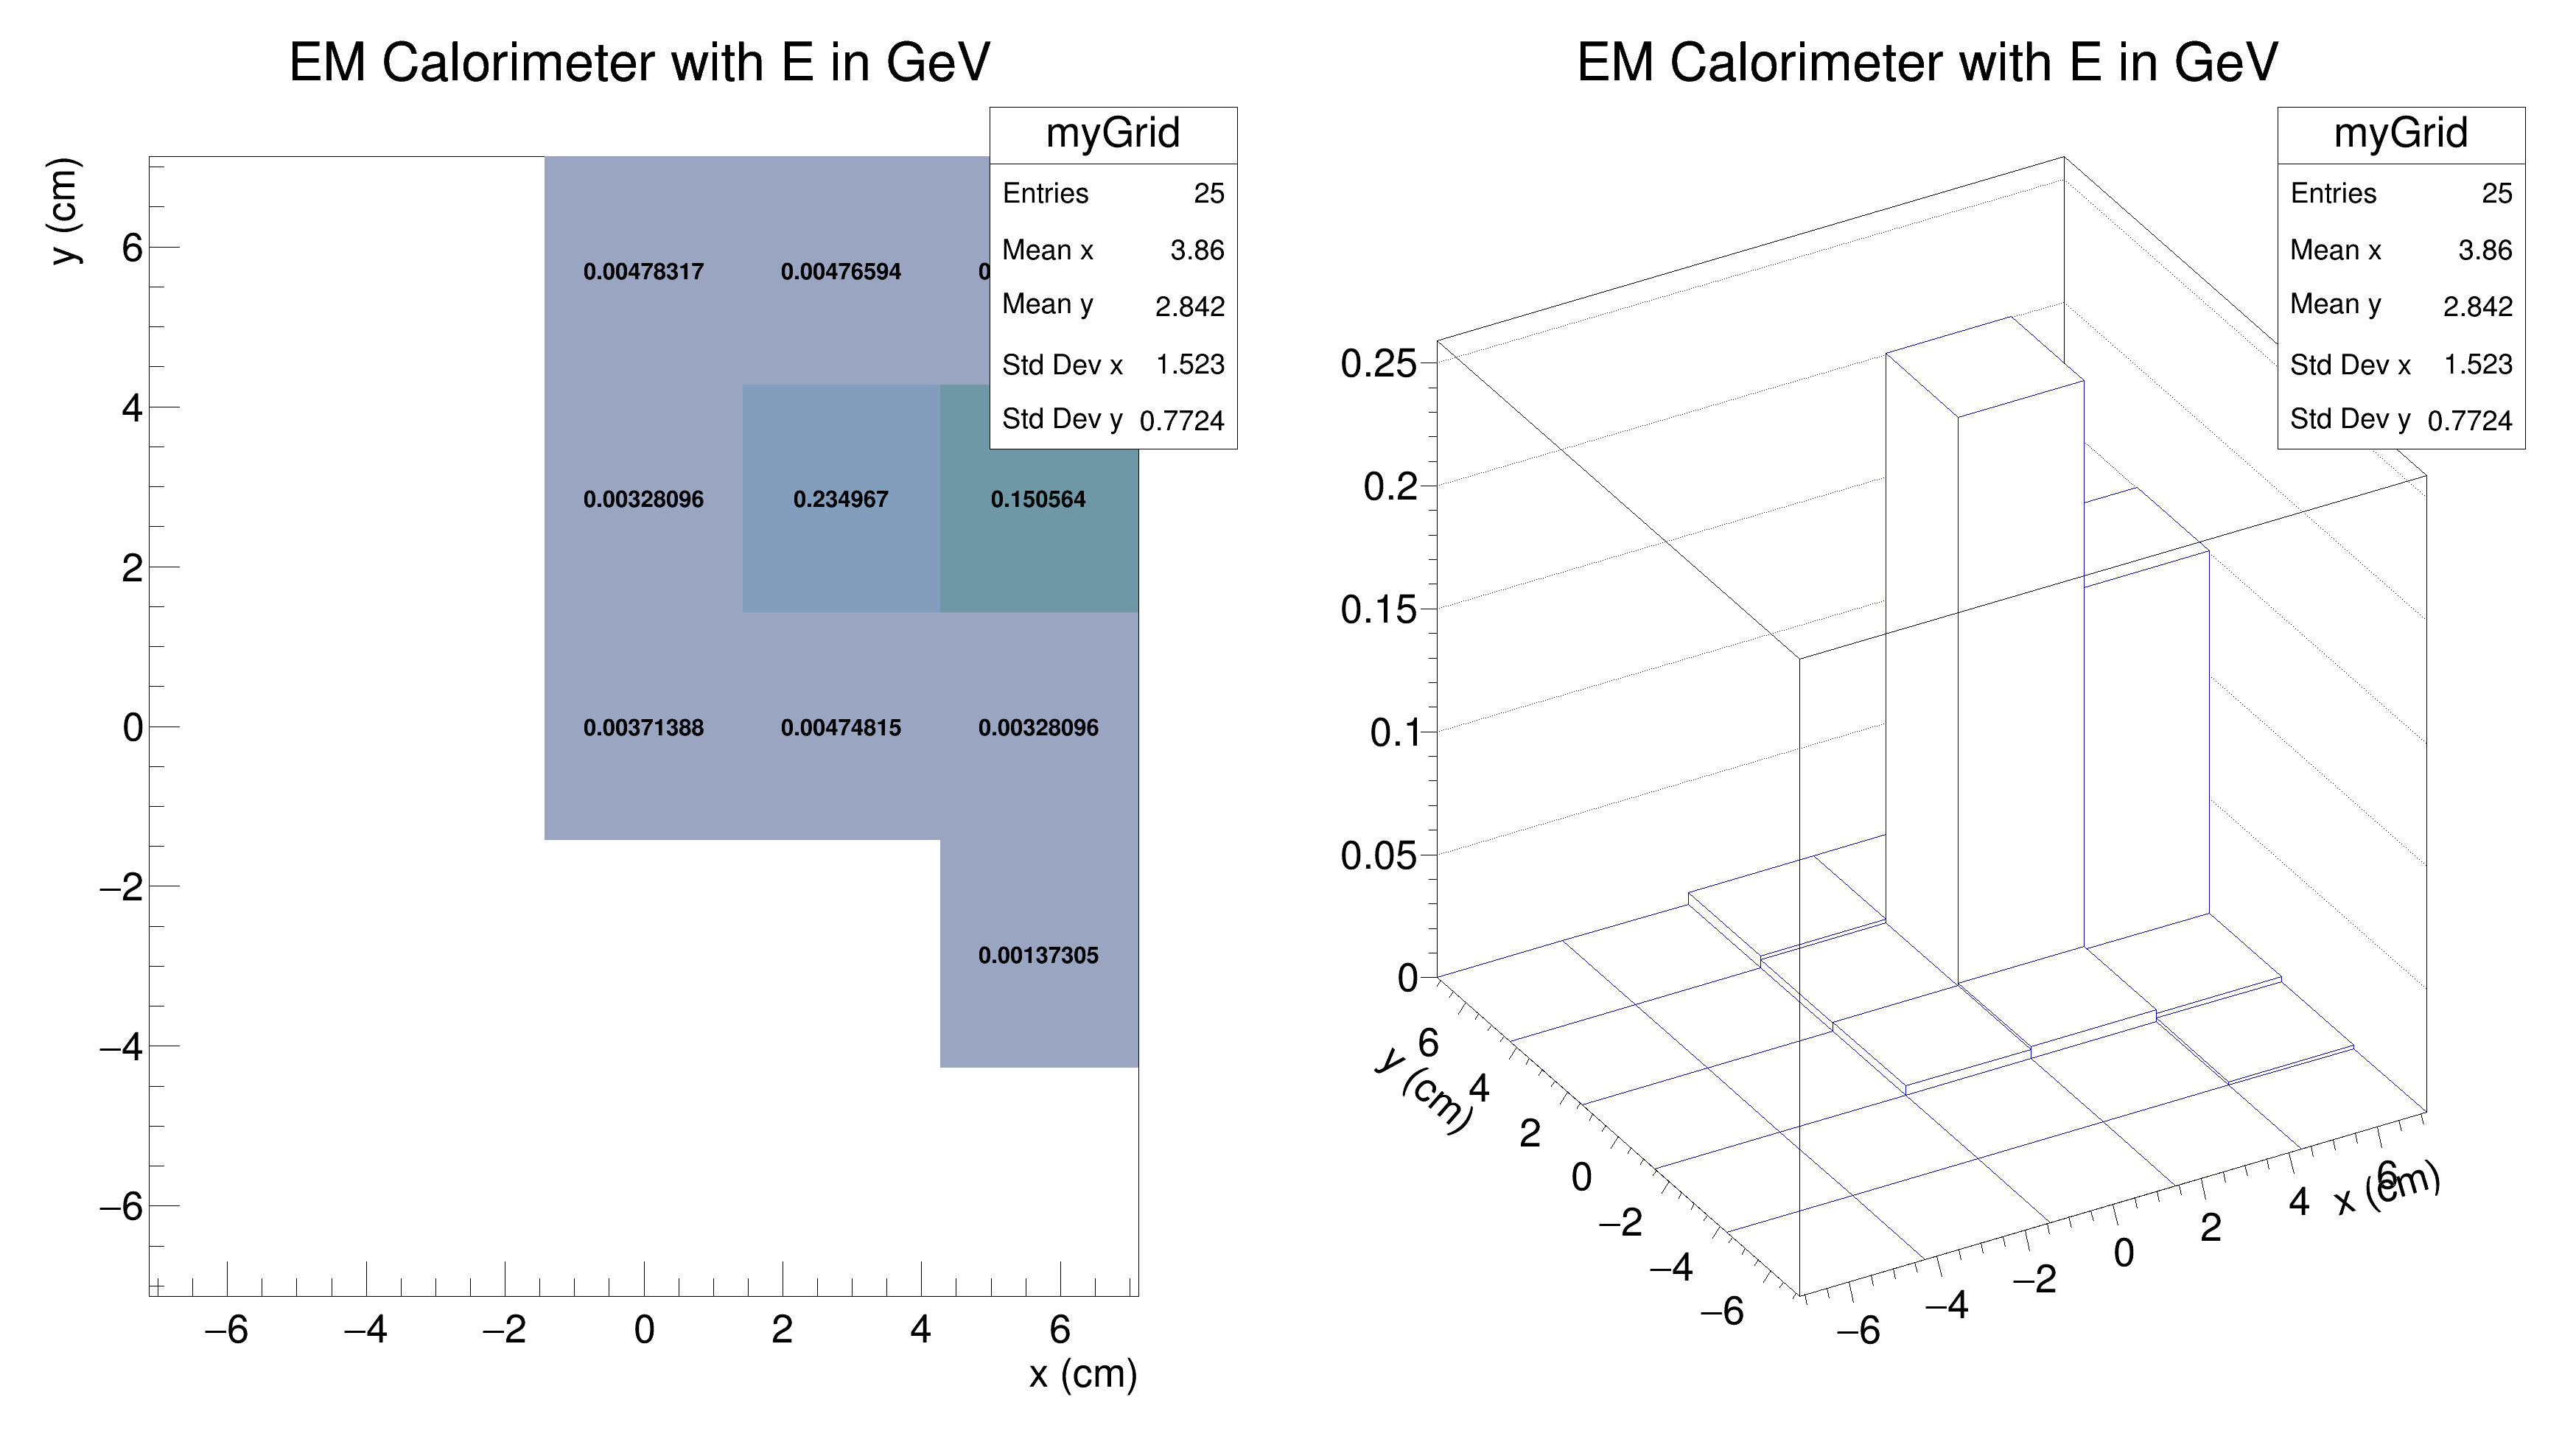 EM Calorimeter with E in GeV
myGrid
Entries 25
Mean x 3.86
Mean y 2.842
Std Dev x 1.523
Std Dev y 0.7724
y (cm)
6
4
2
0
−2
−4
−6
0.00478317 0.00476594 0
0.00328096 0.234967 0.150564
0.00371388 0.00474815 0.00328096
0.00137305
−6 −4 −2 0 2 4 6
x (cm)
EM Calorimeter with E in GeV
myGrid
Entries 25
Mean x 3.86
Mean y 2.842
Std Dev x 1.523
Std Dev y 0.7724
0.25
0.2
0.15
0.1
0.05
0
6
4
2
0
−2
−4
−6
y (cm)
−6
−4
−2
0
2
4
6
x (cm)